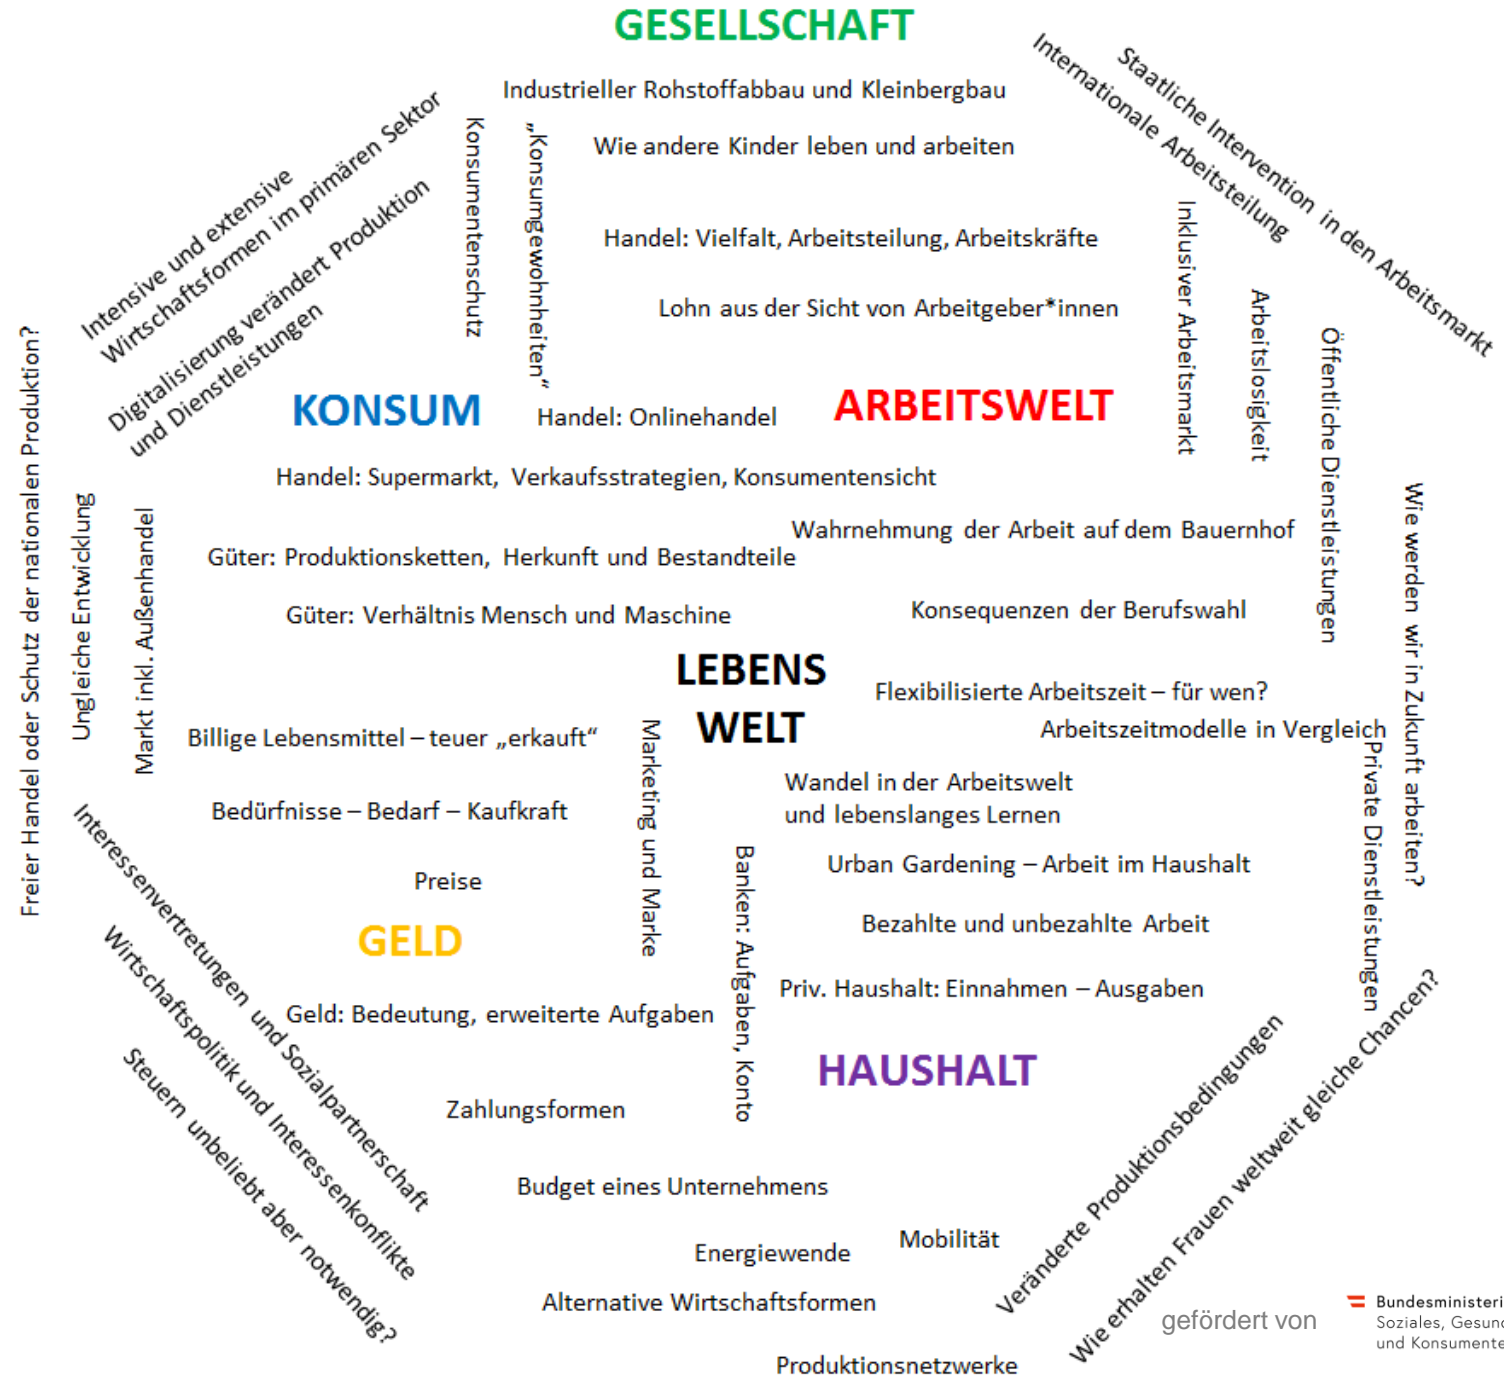 GESELLSCHAFT
Industrieller Rohstoffabbau und Kleinbergbau
Wie andere Kinder leben und arbeiten
Handel: Vielfalt, Arbeitsteilung, Arbeitskräfte
Lohn aus der Sicht von Arbeitgeber*innen
Intensive und extensive
Wirtschaftsformen im primären Sektor
Digitalisierung verändert Produktion
und Dienstleistungen
Konsumentenschutz
„Konsumgewohnheiten“
Internationale Arbeitsteilung
Staatliche Intervention in den Arbeitsmarkt
Inklusiver Arbeitsmarkt
Arbeitslosigkeit
Öffentliche Dienstleistungen
KONSUM
Handel: Onlinehandel
ARBEITSWELT
Handel: Supermarkt, Verkaufsstrategien, Konsumentensicht
Wahrnehmung der Arbeit auf dem Bauernhof
Güter: Produktionsketten, Herkunft und Bestandteile
Güter: Verhältnis Mensch und Maschine
Konsequenzen der Berufswahl
Freier Handel oder Schutz der nationalen Produktion?
Ungleiche Entwicklung
Markt inkl. Außenhandel
LEBENS
WELT
Flexibilisierte Arbeitszeit – für wen?
Arbeitszeitmodelle in Vergleich
Wie werden wir in Zukunft arbeiten?
Private Dienstleistungen
Billige Lebensmittel – teuer „erkauft“
Bedürfnisse – Bedarf – Kaufkraft
Preise
Marketing und Marke
Wandel in der Arbeitswelt
und lebenslanges Lernen
Urban Gardening – Arbeit im Haushalt
Bezahlte und unbezahlte Arbeit
Priv. Haushalt: Einnahmen – Ausgaben
Banken: Aufgaben, Konto
GELD
Geld: Bedeutung, erweiterte Aufgaben
HAUSHALT
Zahlungsformen
Interessenvertretungen und Sozialpartnerschaft
Wirtschaftspolitik und Interessenkonflikte
Steuern unbeliebt aber notwendig?
Budget eines Unternehmens
Energiewende
Mobilität
Alternative Wirtschaftsformen
Produktionsnetzwerke
Veränderte Produktionsbedingungen
Wie erhalten Frauen weltweit gleiche Chancen?
gefördert von
Soziales,
und